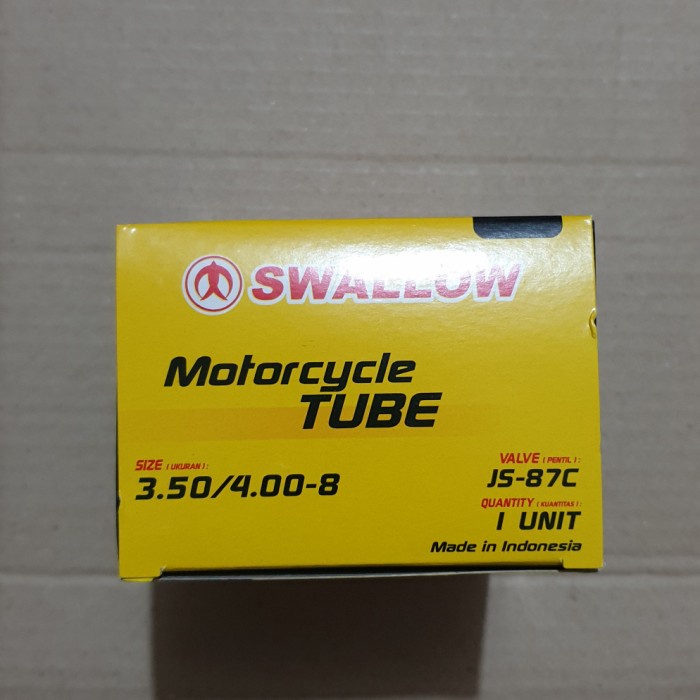 SWALLOW
Motorcycle
TUBE
SIZE (UKURAN):
3.50/4.00-8
VALVE (PENTIL):
JS-87C
QUANTITY (KUANTITAS):
1 UNIT
Made in Indonesia